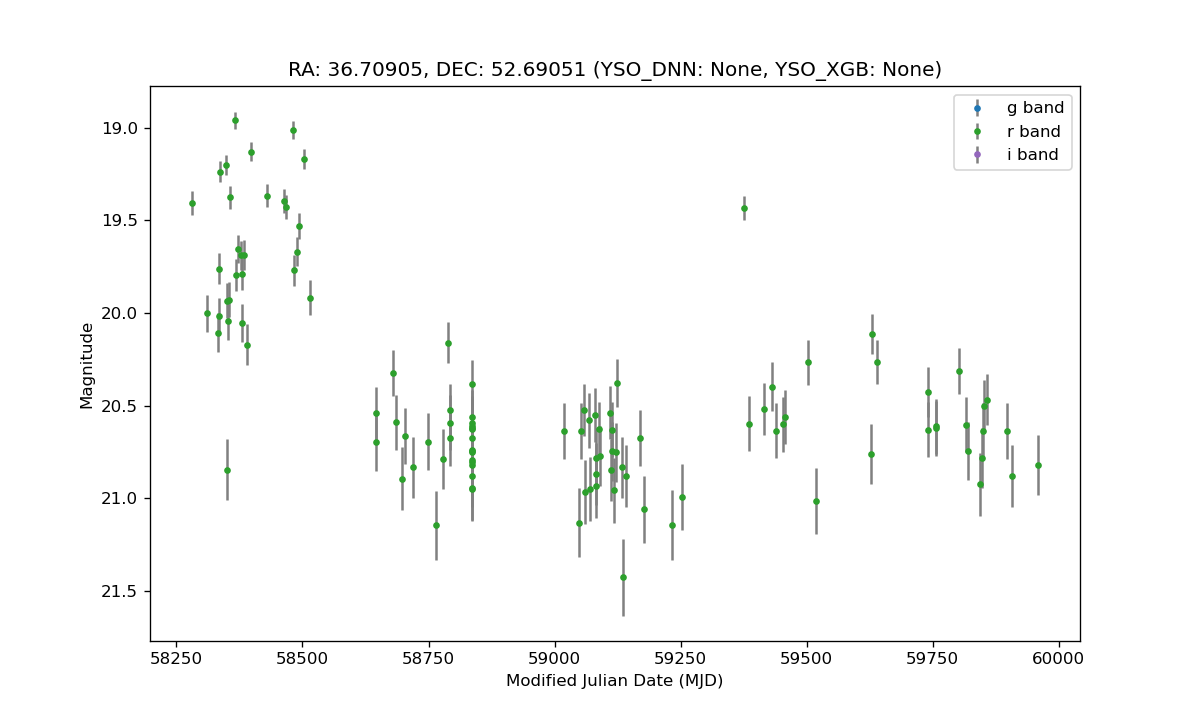 RA: 36.70905, DEC: 52.69051 (YSO_DNN: None, YSO_XGB: None)
g band
r band
i band
19.0
19.5
20.0
20.5
21.0
21.5
Magnitude
58250 58500 58750 59000 59250 59500 59750 60000
Modified Julian Date (MJD)